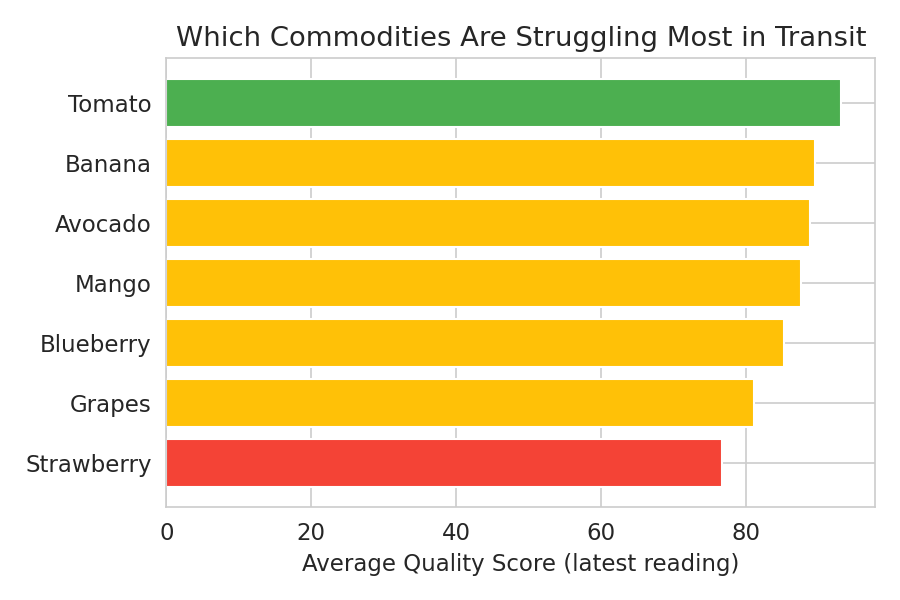 Which Commodities Are Struggling Most in Transit
Tomato
Banana
Avocado
Mango
Blueberry
Grapes
Strawberry
0 20 40 60 80
Average Quality Score (latest reading)